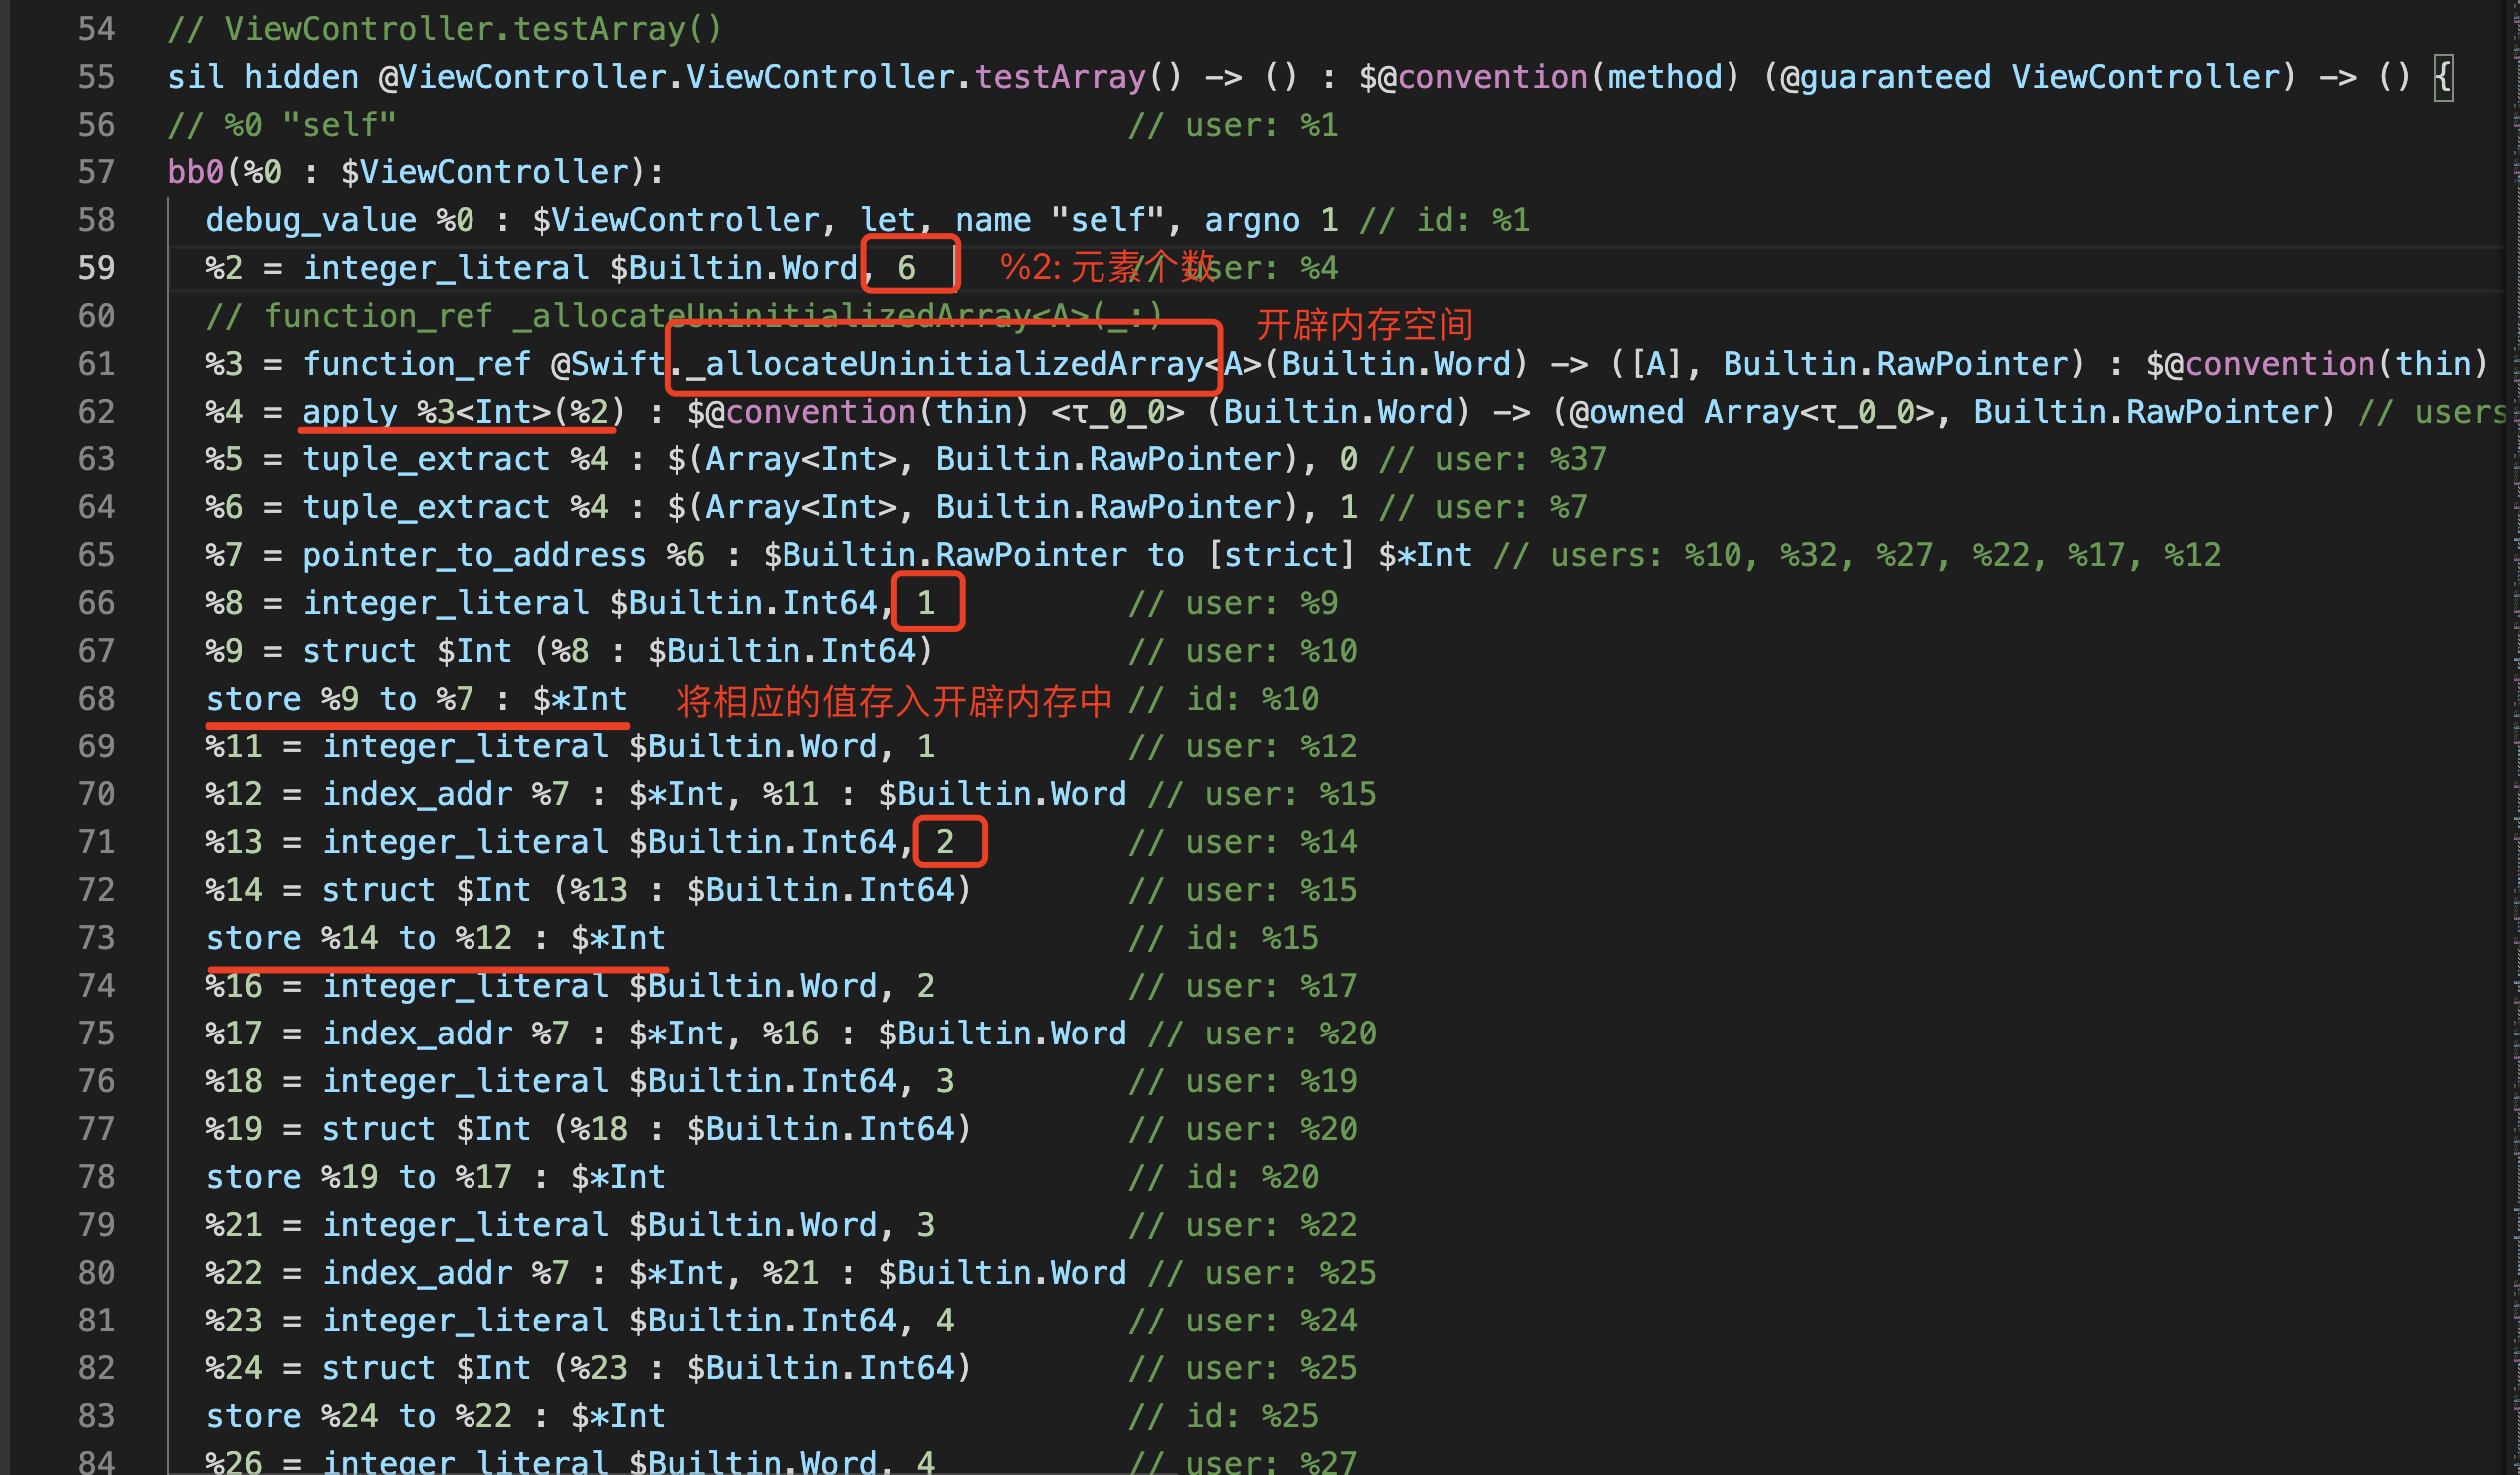 54 // ViewController.testArray()
55 sil hidden @ViewController.ViewController.testArray() -> () : $@convention(method) (@guaranteed ViewController) -> () {
56 // %0 "self" // user: %1
57 bb0(%0 : $ViewController):
58 debug_value %0 : $ViewController, let, name "self", argno 1 // id: %1
59 %2 = integer_literal $Builtin.Word, 6 %2: 元素个数 // user: %4
60 // function_ref _allocateUninitializedArray<A>(_:)
开辟内存空间
61 %3 = function_ref @Swift._allocateUninitializedArray<A>(Builtin.Word) -> ([A], Builtin.RawPointer) : $@convention(thin)
62 %4 = apply %3<Int>(%2) : $@convention(thin) <τ_0_0> (Builtin.Word) -> (@owned Array<τ_0_0>, Builtin.RawPointer) // users
63 %5 = tuple_extract %4 : $(Array<Int>, Builtin.RawPointer), 0 // user: %37
64 %6 = tuple_extract %4 : $(Array<Int>, Builtin.RawPointer), 1 // user: %7
65 %7 = pointer_to_address %6 : $Builtin.RawPointer to [strict] $*Int // users: %10, %32, %27, %22, %17, %12
66 %8 = integer_literal $Builtin.Int64, 1 // user: %9
67 %9 = struct $Int (%8 : $Builtin.Int64) // user: %10
68 store %9 to %7 : $*Int 将相应的值存入开辟内存中 // id: %10
69 %11 = integer_literal $Builtin.Word, 1 // user: %12
70 %12 = index_addr %7 : $*Int, %11 : $Builtin.Word // user: %15
71 %13 = integer_literal $Builtin.Int64, 2 // user: %14
72 %14 = struct $Int (%13 : $Builtin.Int64) // user: %15
73 store %14 to %12 : $*Int // id: %15
74 %16 = integer_literal $Builtin.Word, 2 // user: %17
75 %17 = index_addr %7 : $*Int, %16 : $Builtin.Word // user: %20
76 %18 = integer_literal $Builtin.Int64, 3 // user: %19
77 %19 = struct $Int (%18 : $Builtin.Int64) // user: %20
78 store %19 to %17 : $*Int // id: %20
79 %21 = integer_literal $Builtin.Word, 3 // user: %22
80 %22 = index_addr %7 : $*Int, %21 : $Builtin.Word // user: %25
81 %23 = integer_literal $Builtin.Int64, 4 // user: %24
82 %24 = struct $Int (%23 : $Builtin.Int64) // user: %25
83 store %24 to %22 : $*Int // id: %25
84 %26 = integer_literal $Builtin.Word, 4 // user: %27